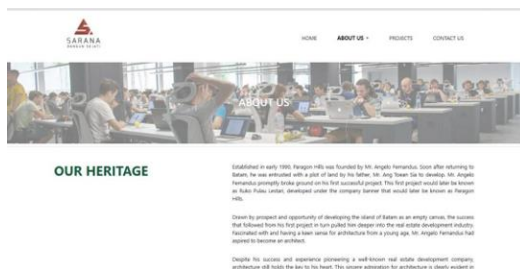 SARANA
HOME ABOUT US PROJECTS CONTACT US
ABOUT US
OUR HERITAGE
Established in early 1990, Paragon Hills was founded by Mr. Angelo Fernandus. Soon after returning to
Batam, he was entrusted with a plot of land by his father, Mr. Ang Toean Sia to develop. Mr. Angelo
Fernandus promptly broke ground on his first successful project. This first project would later be known
as Ruko Pulau Undan, developed under the company banner that would later be known as Paragon
Hills.
Drawn by prospect and opportunity of developing the island of Batam as an empty canvas, the success
that followed from his first project in turn pulled him deeper into the real estate development industry.
Fascinated with and having a keen sense for architecture from a young age, Mr. Angelo Fernandus had
aspired to become an architect.
Despite his success and experience pioneering a well-known real estate development company,
architecture still holds the key to his heart. This sincere admiration for architecture is clearly evident in